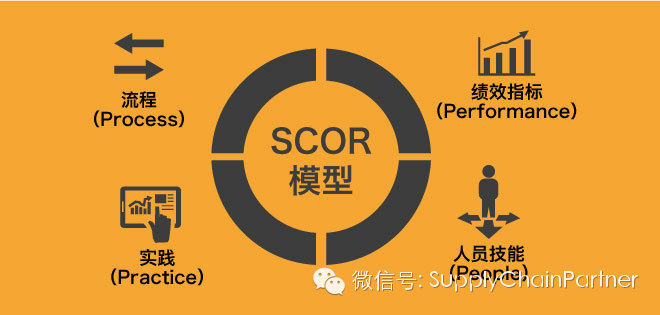 流程
（Process）
绩效指标
（Performance）
SCOR
模型
实践
（Practice）
人员技能
（People）
微信号: SupplyChainPartner